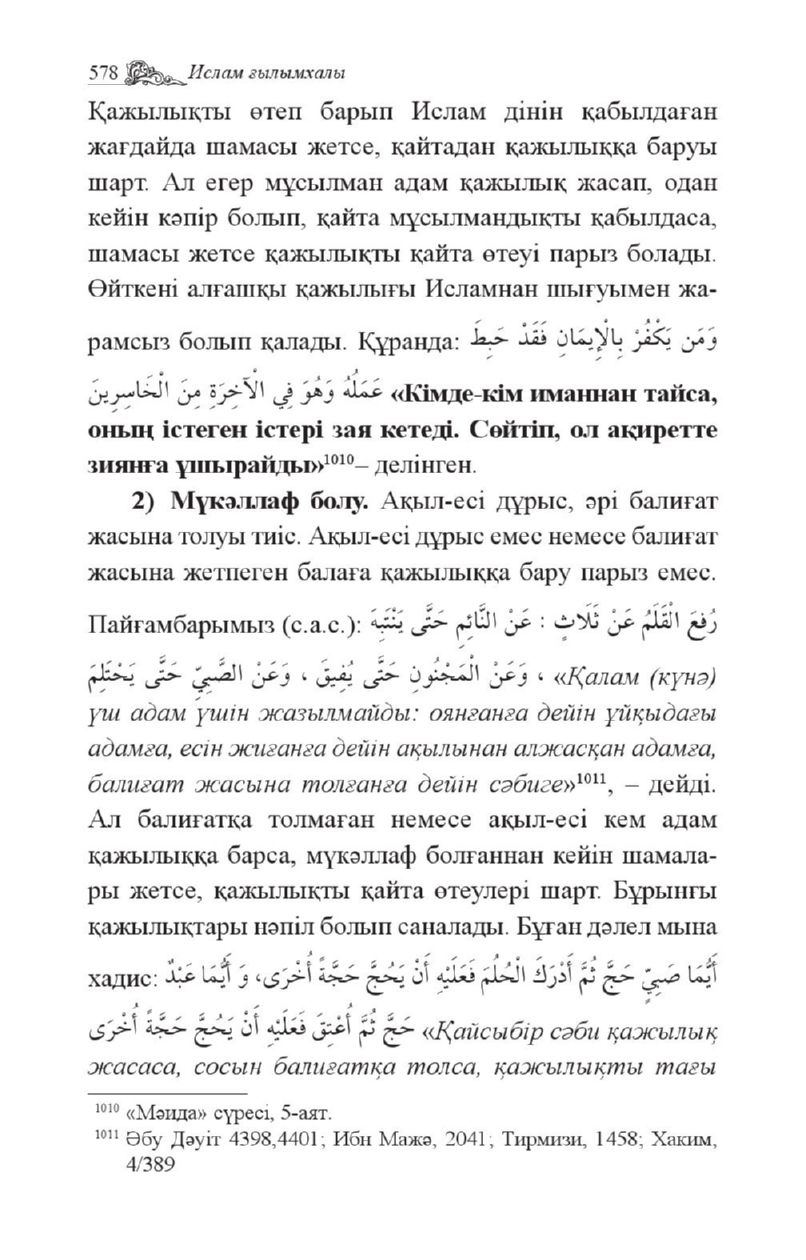 578 Ислам ғылымхалы
Қажылықты өтеп барып Ислам дінін қабылдаған
жағдайда шамасы жетсе, қайтадан қажылыққа баруы
шарт. Ал егер мұсылман адам қажылық жасап, одан
кейін кәпір болып, қайта мұсылмандықты қабылдаса,
шамасы жетсе қажылықты қайта өтеуі парыз болады.
Өйткені алғашқы қажылығы Исламнан шығуымен жа-
рамсыз болып қалады. Құранда: وَمَن يَكْفُرْ بِالْإِيمَانِ فَقَدْ حَبِطَ
عَمَلُهُ وَهُوَ فِي الْآخِرَةِ مِنَ الْخَاسِرِينَ «Кімде-кім иманнан тайса,
оның істеген істері зая кетеді. Сөйтіп, ол ақиретте
зиянға ұшырайды»¹⁰¹⁰– делінген.
2) Мүкәллаф болу. Ақыл-есі дұрыс, әрі балиғат
жасына толуы тиіс. Ақыл-есі дұрыс емес немесе балиғат
жасына жетпеген балаға қажылыққа бару парыз емес.
Пайғамбарымыз (с.а.с.): رُفِعَ الْقَلَمُ عَنْ ثَلَاثٍ : عَنْ النَّائِمِ حَتَّى يَنْتَبِهَ
، وَعَنْ الْمَجْنُونِ حَتَّى يُفِيقَ ، وَعَنْ الصَّبِيِّ حَتَّى يَحْتَلِمَ «Қалам (күнә)
үш адам үшін жазылмайды: оянғанға дейін ұйқыдағы
адамға, есін жиғанға дейін ақылынан алжасқан адамға,
балиғат жасына толғанға дейін сәбиге»¹⁰¹¹, – дейді.
Ал балиғатқа толмаған немесе ақыл-есі кем адам
қажылыққа барса, мүкәллаф болғаннан кейін шамала-
ры жетсе, қажылықты қайта өтеулері шарт. Бұрынғы
қажылықтары нәпіл болып саналады. Бұған дәлел мына
хадис: أَيُّمَا صَبِيٍّ حَجَّ ثُمَّ أَدْرَكَ الْحُلُمَ فَعَلَيْهِ أَنْ يَحُجَّ حَجَّةً أُخْرَى، وَ أَيُّمَا عَبْدٌ
حَجَّ ثُمَّ أُعْتِقَ فَعَلَيْهِ أَنْ يَحُجَّ حَجَّةً أُخْرَى «Қайсыбір сәби қажылық
жасаса, сосын балиғатқа толса, қажылықты тағы
¹⁰¹⁰ «Мәида» сүресі, 5-аят.
¹⁰¹¹ Әбу Дәуіт 4398,4401; Ибн Мажә, 2041; Тирмизи, 1458; Хаким,
4/389